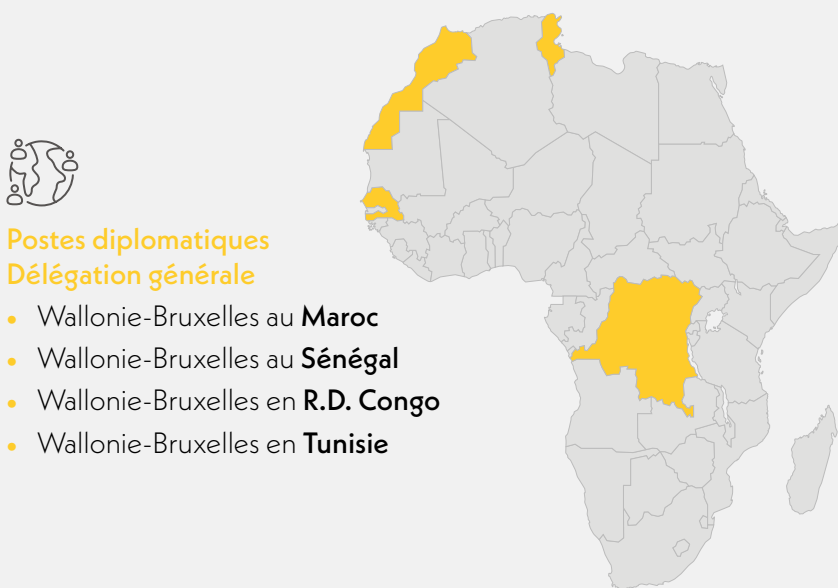 Postes diplomatiques
Délégation générale
• Wallonie-Bruxelles au Maroc
• Wallonie-Bruxelles au Sénégal
• Wallonie-Bruxelles en R.D. Congo
• Wallonie-Bruxelles en Tunisie